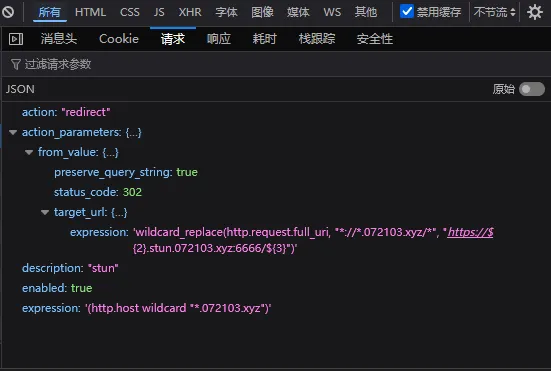 所有 HTML CSS JS XHR 字体 图像 媒体 WS 其他 禁用缓存 不节流
消息头 Cookie 请求 响应 耗时 栈跟踪 安全性
过滤请求参数
JSON 原始
action: "redirect"
action_parameters: {…}
from_value: {…}
preserve_query_string: true
status_code: 302
target_url: {…}
expression: 'wildcard_replace(http.request.full_uri, "*://*.072103.xyz/*", "https://$
{2}.stun.072103.xyz:6666/${3}")'
description: "stun"
enabled: true
expression: '(http.host wildcard "*.072103.xyz")'